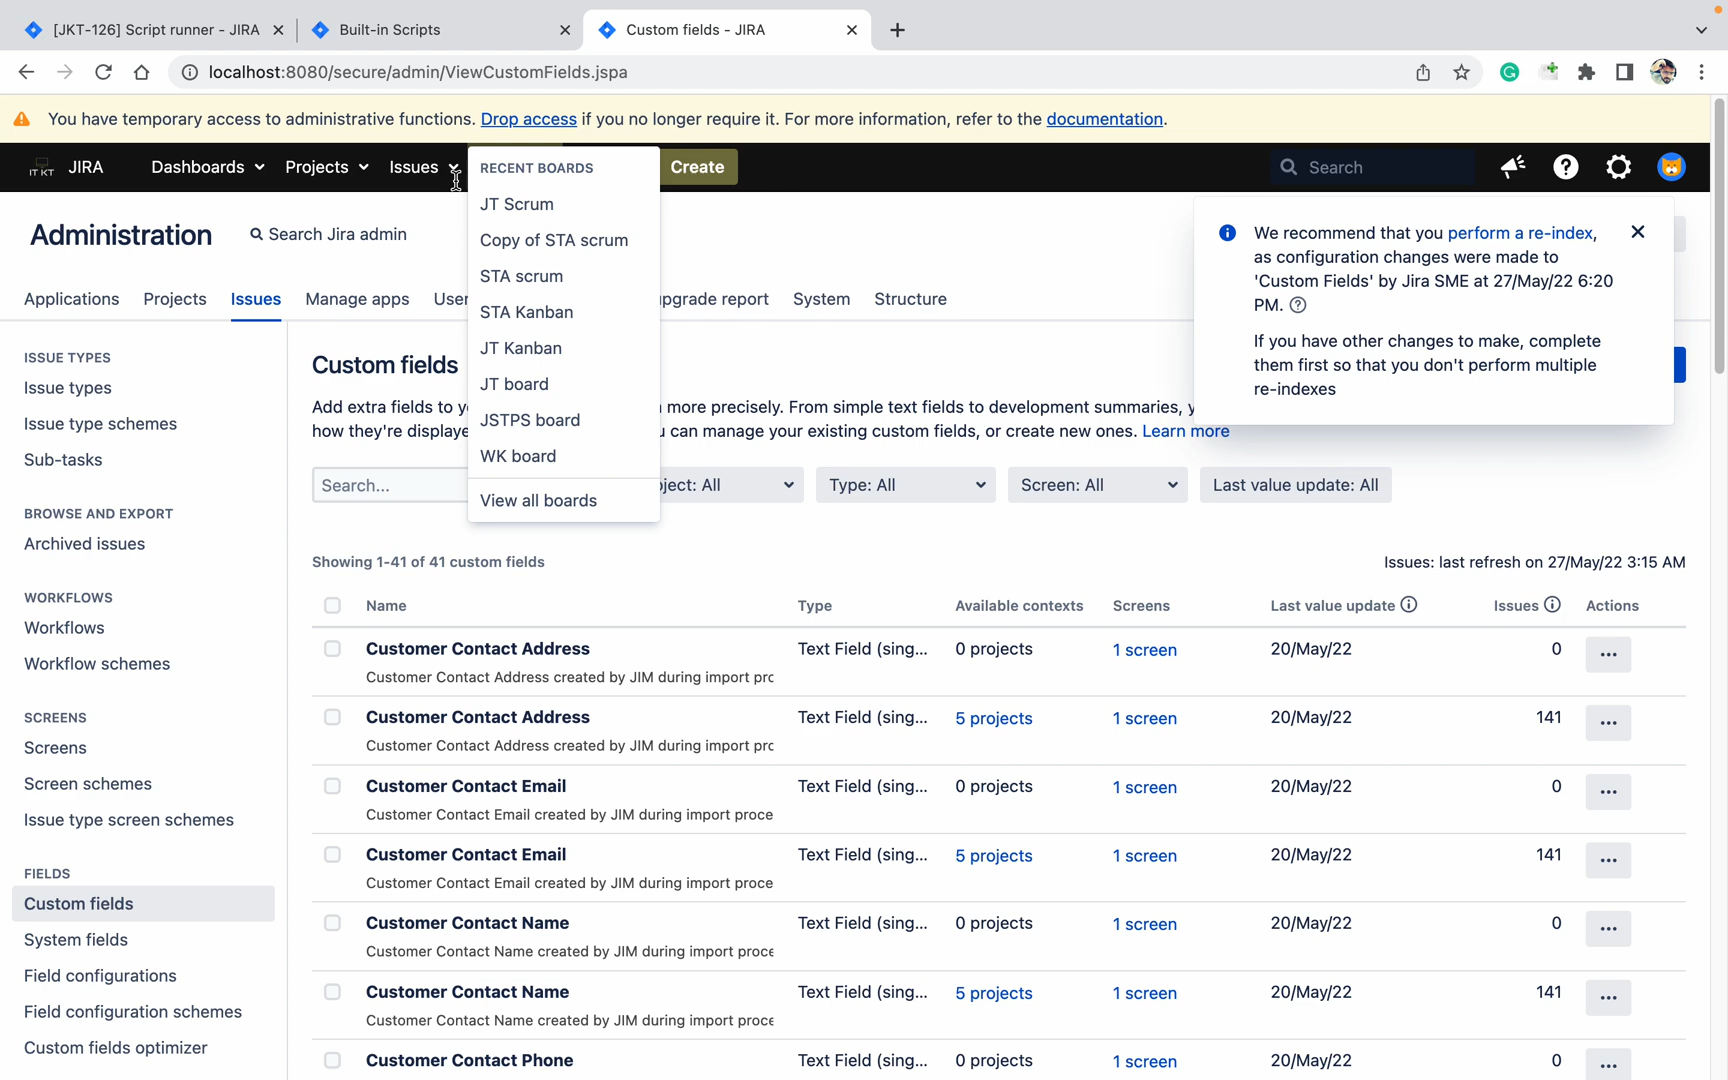 [JKT-126] Script runner - JIRA
Built-in Scripts
Custom fields - JIRA
localhost:8080/secure/admin/ViewCustomFields.jspa
You have temporary access to administrative functions. Drop access if you no longer require it. For more information, refer to the documentation.
IT KT
JIRA
Dashboards
Projects
Issues
Create
Search
RECENT BOARDS
JT Scrum
Copy of STA scrum
STA scrum
STA Kanban
JT Kanban
JT board
JSTPS board
WK board
View all boards
We recommend that you perform a re-index,
as configuration changes were made to
'Custom Fields' by Jira SME at 27/May/22 6:20
PM.
If you have other changes to make, complete
them first so that you don't perform multiple
re-indexes
Administration
Search Jira admin
Applications Projects Issues Manage apps User pgrade report System Structure
ISSUE TYPES
Issue types
Issue type schemes
Sub-tasks
BROWSE AND EXPORT
Archived issues
WORKFLOWS
Workflows
Workflow schemes
SCREENS
Screens
Screen schemes
Issue type screen schemes
FIELDS
Custom fields
System fields
Field configurations
Field configuration schemes
Custom fields optimizer
Custom fields
Add extra fields to y more precisely. From simple text fields to development summaries, y
how they're displaye u can manage your existing custom fields, or create new ones. Learn more
Search... ject: All Type: All Screen: All Last value update: All
Showing 1-41 of 41 custom fields
Issues: last refresh on 27/May/22 3:15 AM
Name Type Available contexts Screens Last value update Issues Actions
Customer Contact Address Text Field (sing... 0 projects 1 screen 20/May/22 0 ...
Customer Contact Address created by JIM during import prc
Customer Contact Address Text Field (sing... 5 projects 1 screen 20/May/22 141 ...
Customer Contact Address created by JIM during import prc
Customer Contact Email Text Field (sing... 0 projects 1 screen 20/May/22 0 ...
Customer Contact Email created by JIM during import proce
Customer Contact Email Text Field (sing... 5 projects 1 screen 20/May/22 141 ...
Customer Contact Email created by JIM during import proce
Customer Contact Name Text Field (sing... 0 projects 1 screen 20/May/22 0 ...
Customer Contact Name created by JIM during import proce
Customer Contact Name Text Field (sing... 5 projects 1 screen 20/May/22 141 ...
Customer Contact Name created by JIM during import proce
Customer Contact Phone Text Field (sing... 0 projects 1 screen 20/May/22 0 ...